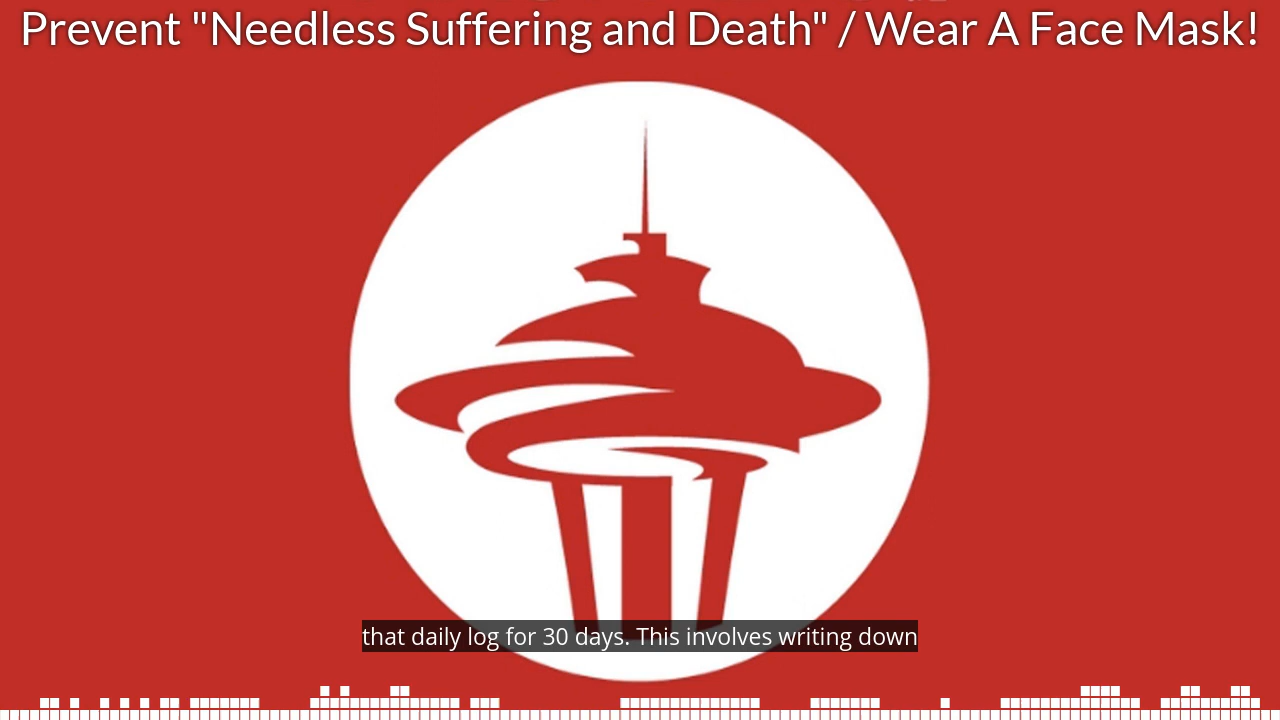 Prevent "Needless Suffering and Death" / Wear A Face Mask!
that daily log for 30 days. This involves writing down